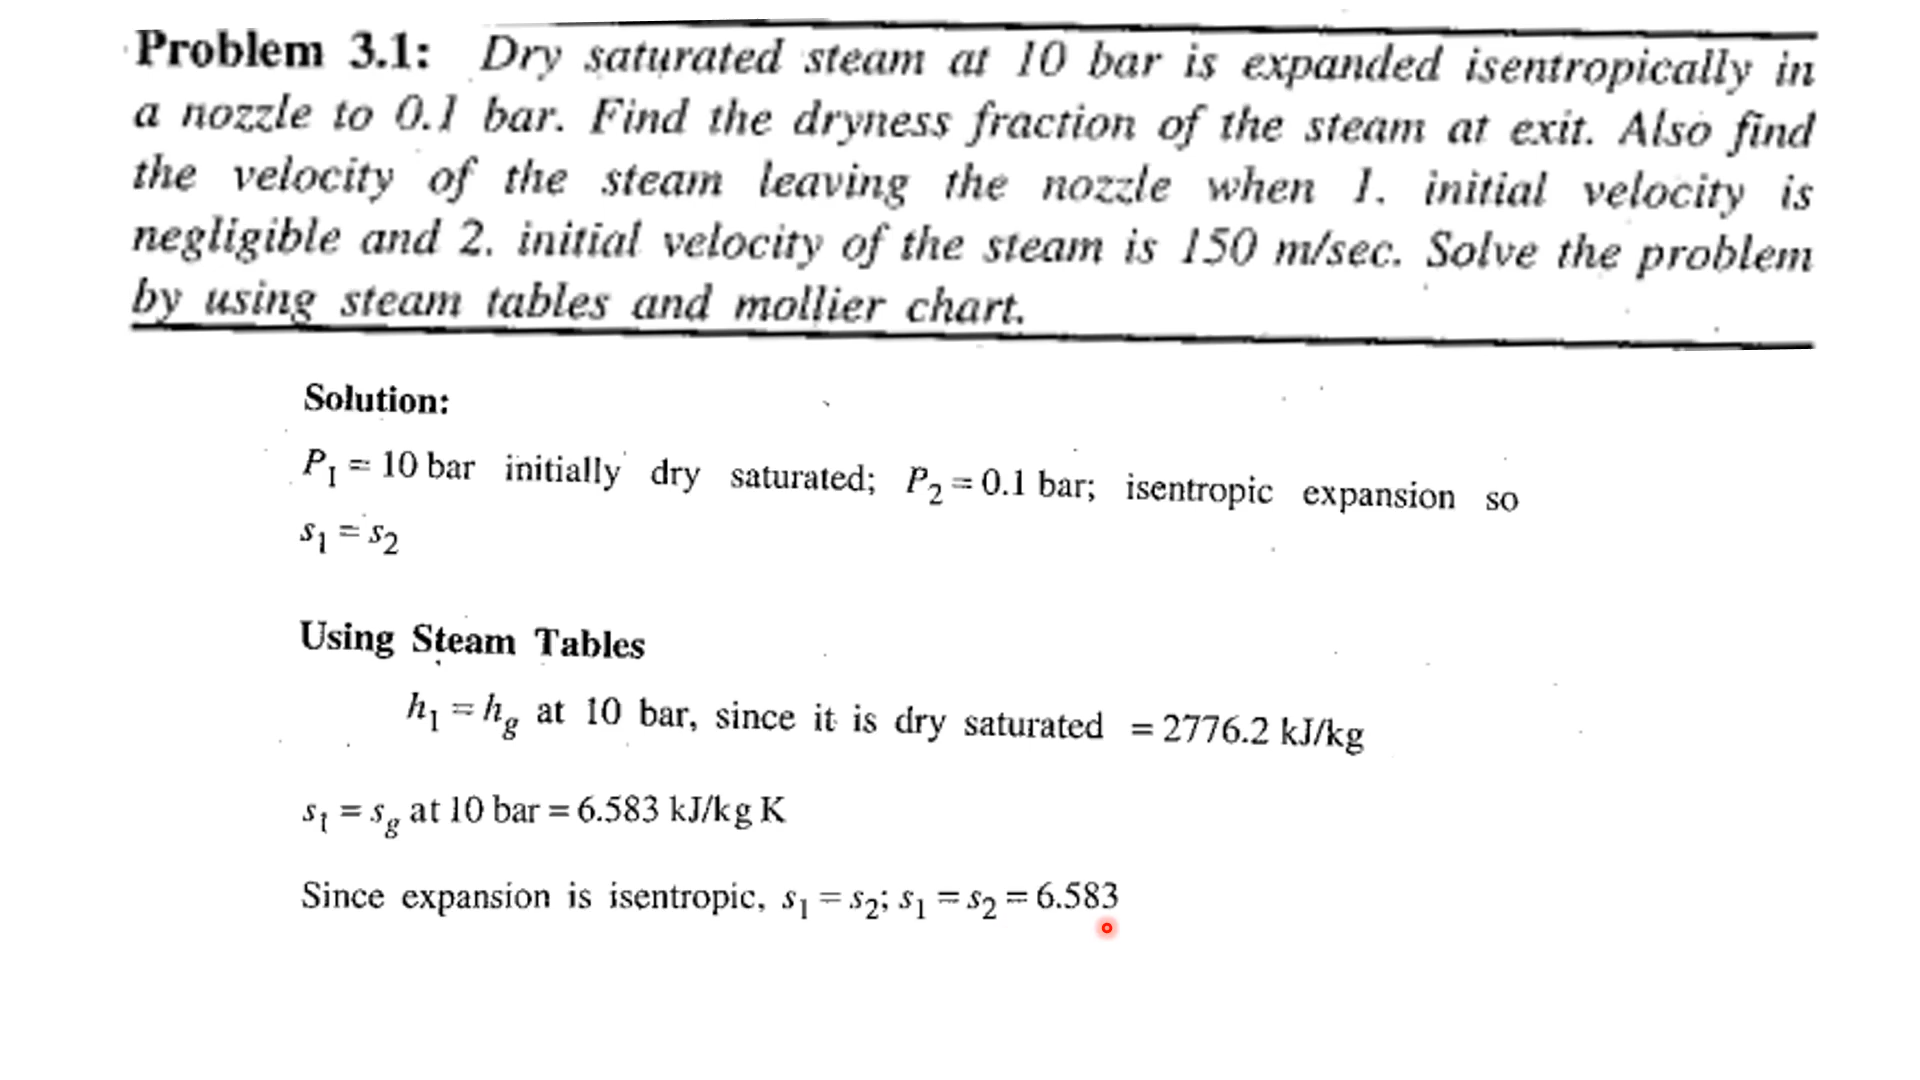 Problem 3.1: Dry saturated steam at 10 bar is expanded isentropically in
a nozzle to 0.1 bar. Find the dryness fraction of the steam at exit. Also find
the velocity of the steam leaving the nozzle when 1. initial velocity is
negligible and 2. initial velocity of the steam is 150 m/sec. Solve the problem
by using steam tables and mollier chart.
Solution:
P₁ = 10 bar initially dry saturated; P₂ = 0.1 bar; isentropic expansion so
s₁ = s₂
Using Steam Tables
h₁ = h_g at 10 bar, since it is dry saturated = 2776.2 kJ/kg
s₁ = s_g at 10 bar = 6.583 kJ/kg K
Since expansion is isentropic, s₁ = s₂; s₁ = s₂ = 6.583